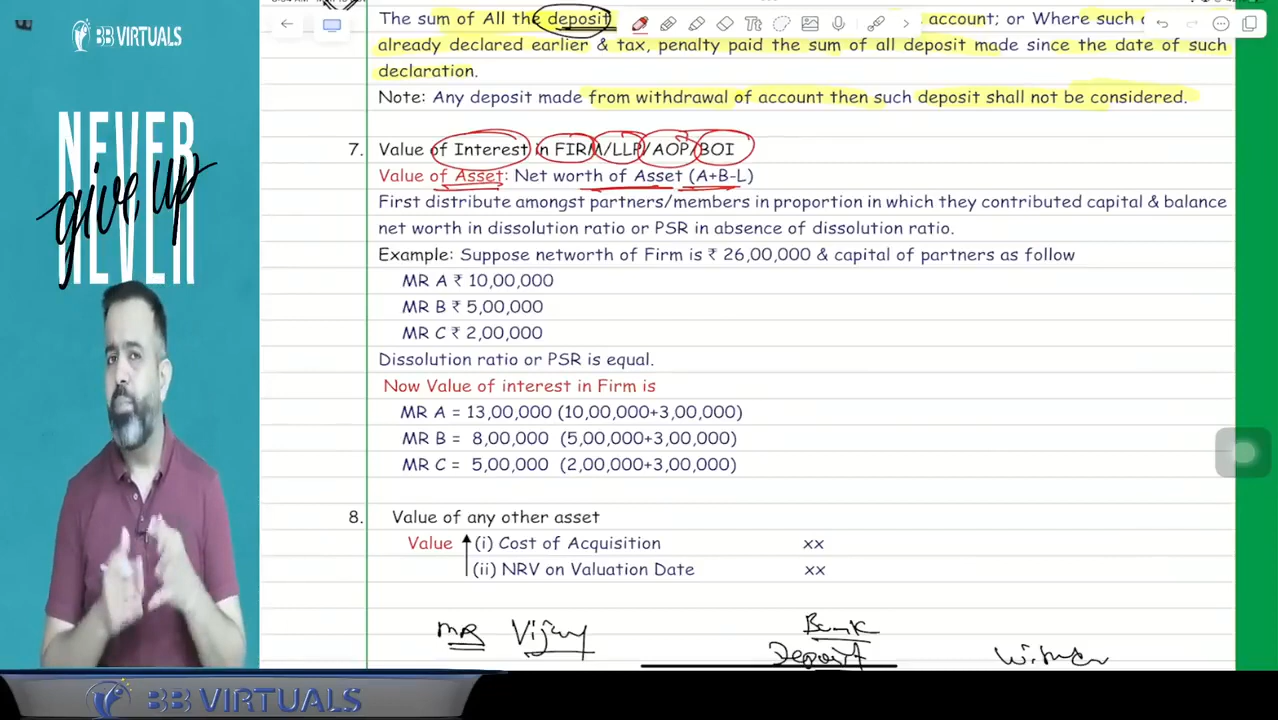 BB VIRTUALS
The sum of All the deposit account; or Where such
already declared earlier & tax, penalty paid the sum of all deposit made since the date of such
declaration.
Note: Any deposit made from withdrawal of account then such deposit shall not be considered.
NEVER
give up
NEVER
7. Value of Interest in FIRM/LLP/AOP/BOI
Value of Asset: Net worth of Asset (A+B-L)
First distribute amongst partners/members in proportion in which they contributed capital & balance
net worth in dissolution ratio or PSR in absence of dissolution ratio.
Example: Suppose networth of Firm is ₹ 26,00,000 & capital of partners as follow
MR A ₹ 10,00,000
MR B ₹ 5,00,000
MR C ₹ 2,00,000
Dissolution ratio or PSR is equal.
Now Value of interest in Firm is
MR A = 13,00,000 (10,00,000+3,00,000)
MR B = 8,00,000 (5,00,000+3,00,000)
MR C = 5,00,000 (2,00,000+3,00,000)
8. Value of any other asset
Value (i) Cost of Acquisition xx
(ii) NRV on Valuation Date xx
MR Vijay Bank
Deposit
BB VIRTUALS